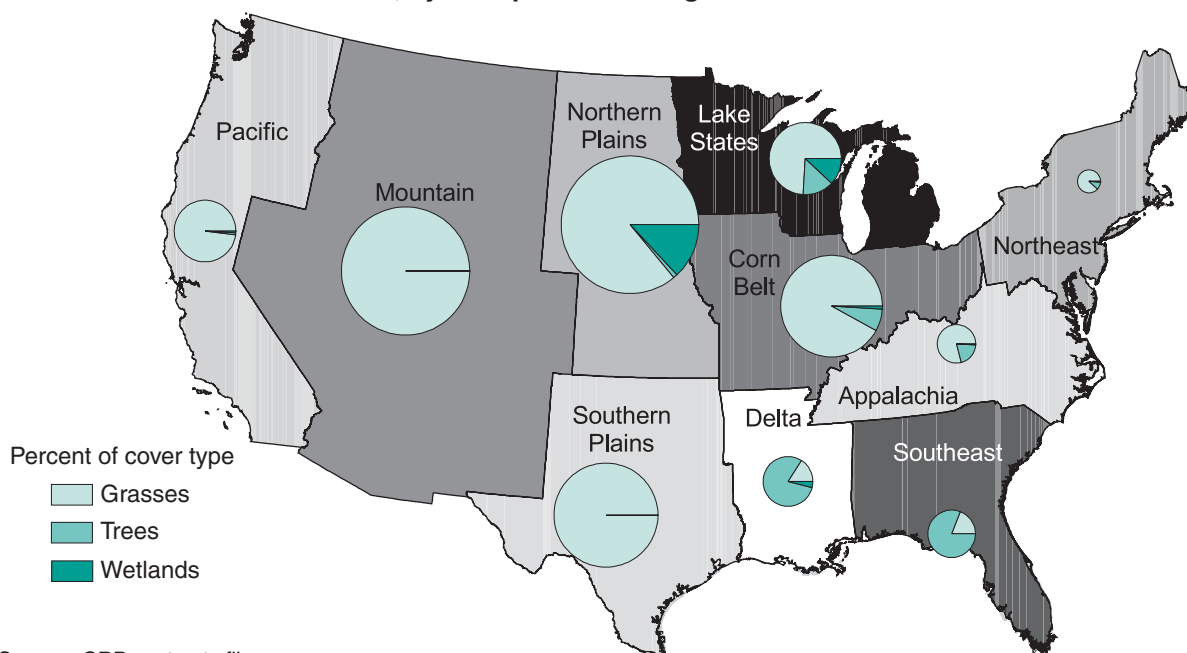 Pacific
Mountain
Northern
Plains
Lake
States
Corn
Belt
Northeast
Appalachia
Southern
Plains
Delta
Southeast
Percent of cover type
Grasses
Trees
Wetlands